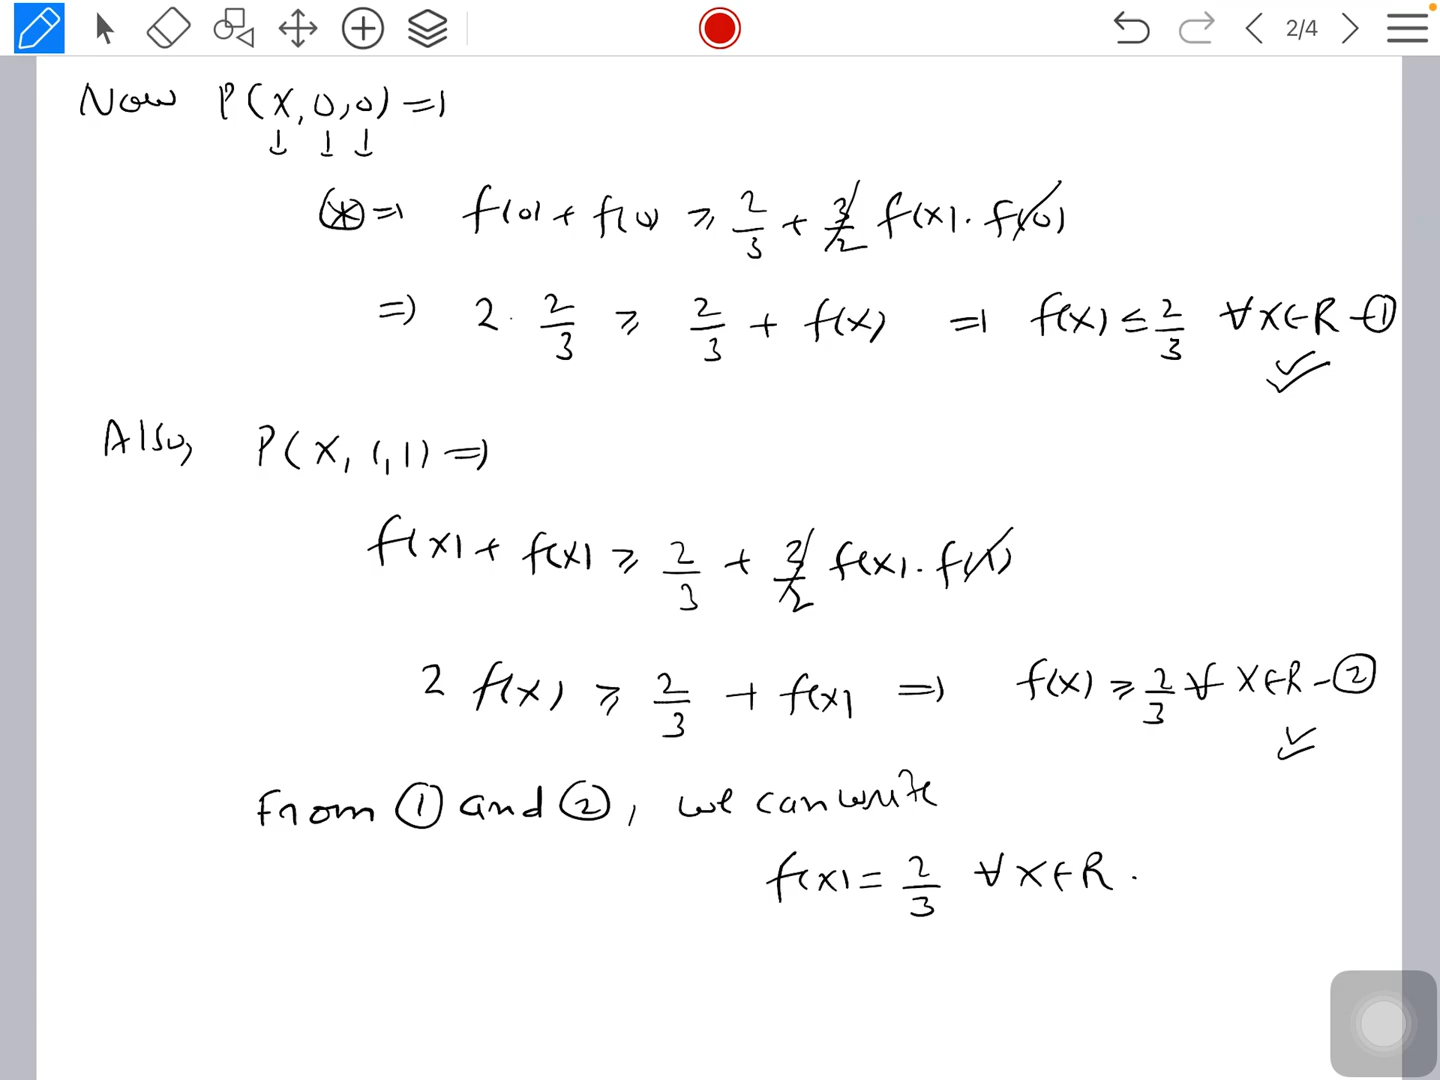 2/4
Now P(x,0,0) ⇒
(*) ⇒ f(0) + f(0) ≥ 2/3 + 3/2 f(x). f(0)
⇒ 2. 2/3 ≥ 2/3 + f(x) ⇒ f(x) ≤ 2/3 ∀ x∈R -①
Also, P(x,1,1) ⇒
f(x) + f(x) ≥ 2/3 + 3/2 f(x). f(1)
2 f(x) ≥ 2/3 + f(x) ⇒ f(x) ≥ 2/3 ∀ x∈R -②
From ① and ②, we can write
f(x) = 2/3 ∀ x∈R.